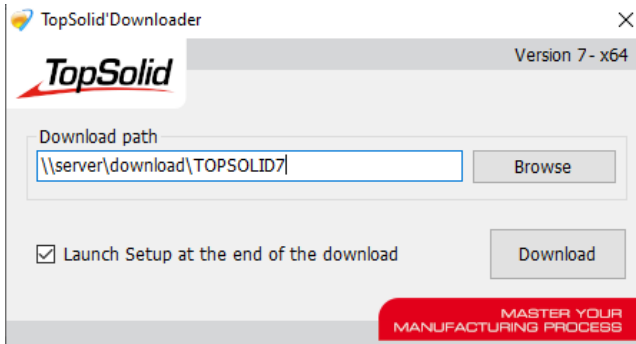 TopSolid'Downloader
Version 7 - x64
TopSolid
Download path
\\server\download\TOPSOLID7
Browse
Launch Setup at the end of the download
Download
MASTER YOUR
MANUFACTURING PROCESS